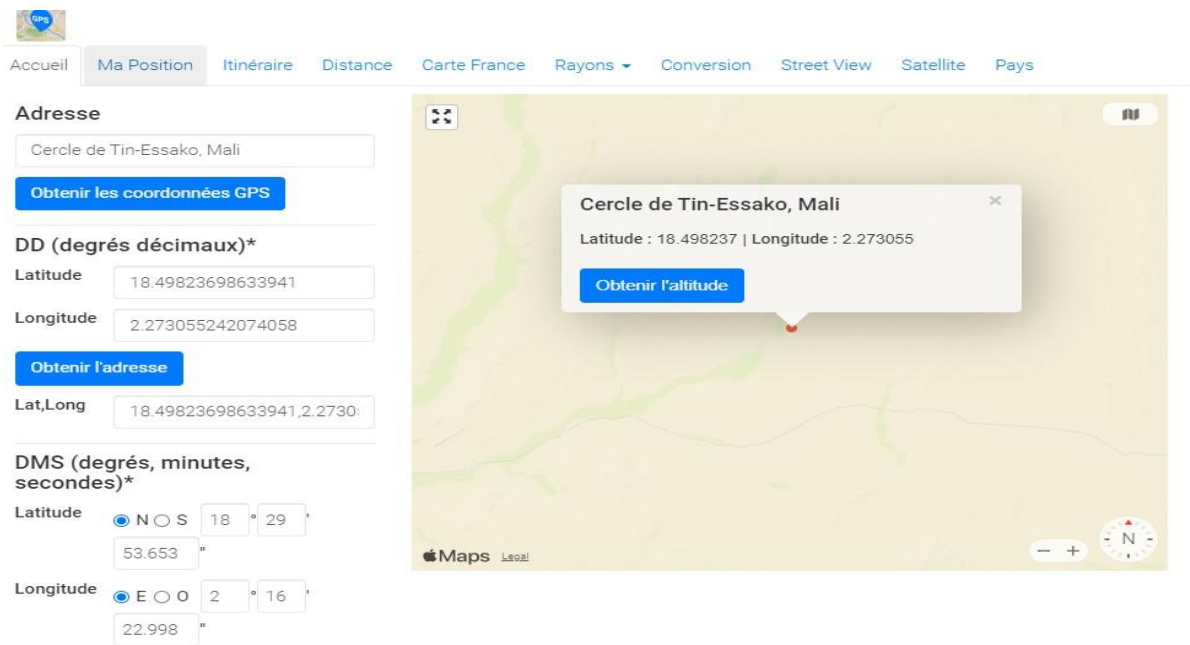 GPS
Accueil Ma Position Itinéraire Distance Carte France Rayons Conversion Street View Satellite Pays
Adresse
Cercle de Tin-Essako, Mali
Obtenir les coordonnées GPS
DD (degrés décimaux)*
Latitude 18.49823698633941
Longitude 2.273055242074058
Obtenir l'adresse
Lat,Long 18.49823698633941,2.2730
DMS (degrés, minutes,
secondes)*
Latitude N S 18 ° 29 '
53.653 "
Longitude E O 2 ° 16 '
22.998 "
Cercle de Tin-Essako, Mali ×
Latitude : 18.498237 | Longitude : 2.273055
Obtenir l'altitude
Maps Legal
− + N